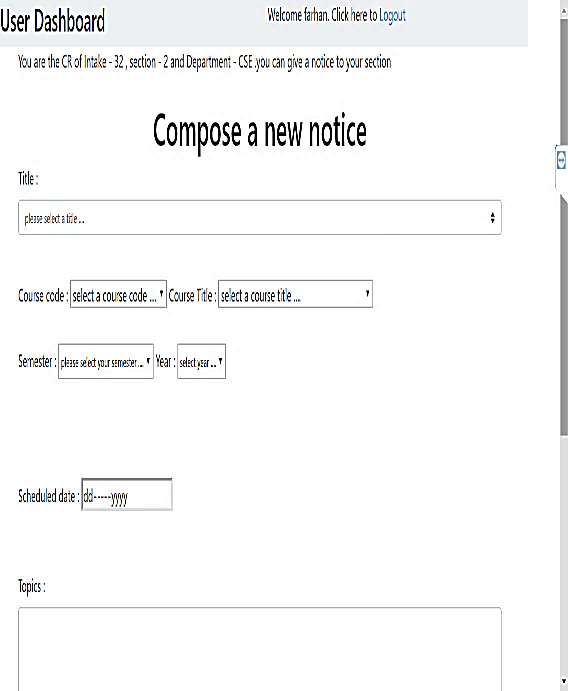 User Dashboard
Welcome farhan. Click here to Logout
You are the CR of Intake - 32 , section - 2 and Department - CSE .you can give a notice to your section
Compose a new notice
Title :
please select a title ...
Course code : select a course code ... Course Title : select a course title ....
Semester : please select your semester ... Year : select year ...
Scheduled date : dd-----yyyy
Topics :